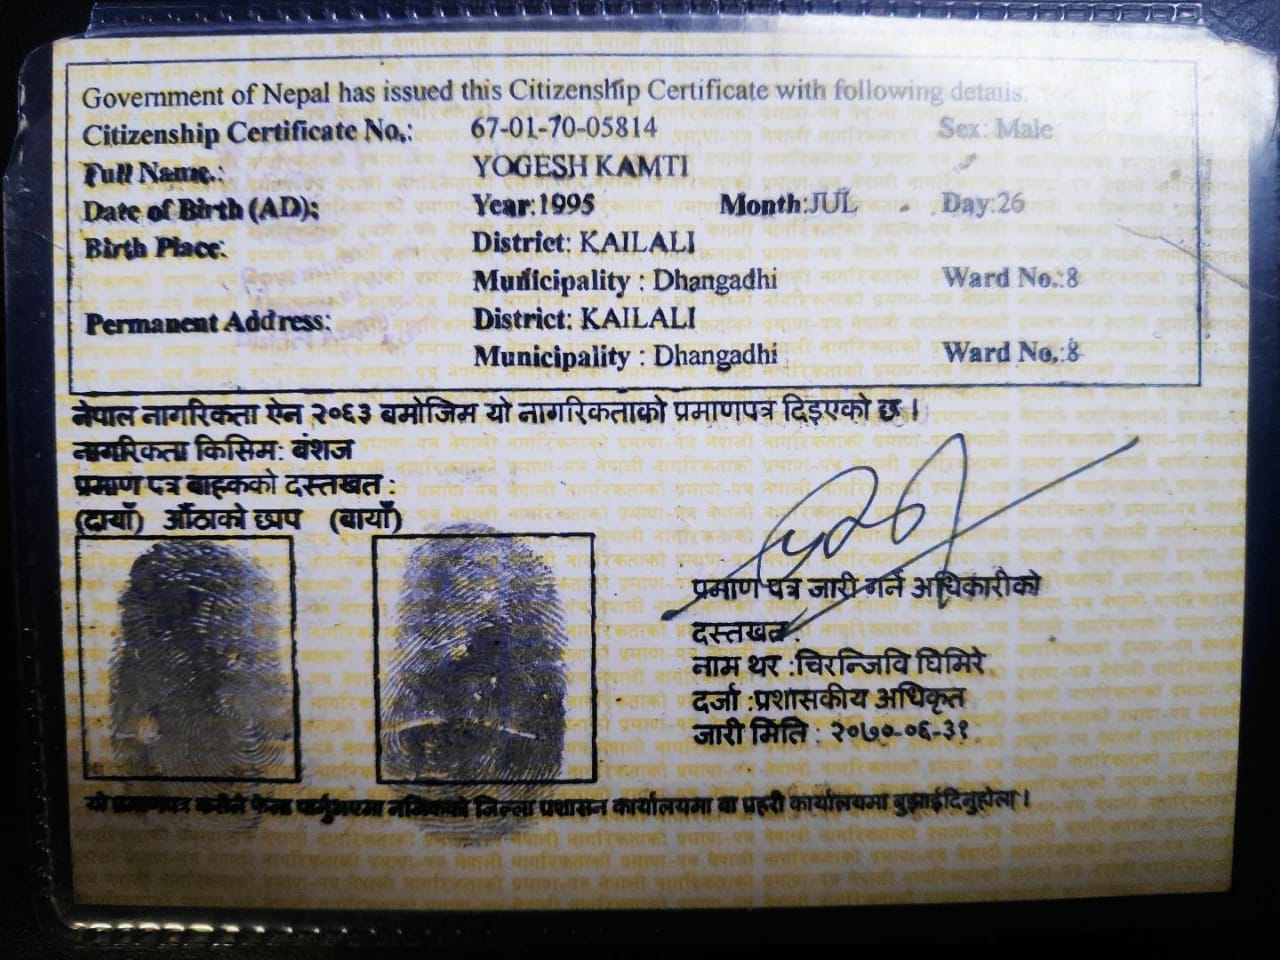 Government of Nepal has issued this Citizenship Certificate with following details.
Citizenship Certificate No.: 67-01-70-05814 Sex: Male
Full Name.: YOGESH KAMTI
Date of Birth (AD): Year:1995 Month:JUL Day:26
Birth Place: District: KAILALI
Municipality : Dhangadhi Ward No.:8
Permanent Address: District: KAILALI
Municipality : Dhangadhi Ward No.:8
नेपाल नागरिकता ऐन २०६३ बमोजिम यो नागरिकताको प्रमाणपत्र दिइएको छ ।
नागरिकता किसिम: बंशज
प्रमाण पत्र बाहकको दस्तखत :
(दायाँ) औंठाको छाप (बायाँ)
प्रमाण पत्र जारी गर्ने अधिकारीको
दस्तखत :
नाम थर :चिरन्जिवि घिमिरे
दर्जा :प्रशासकीय अधिकृत
जारी मिति : २०७०-०६-३१
यो प्रमाणपत्र कसैले फेला पार्नुभएमा नजिकको जिल्ला प्रशासन कार्यालयमा वा प्रहरी कार्यालयमा बुझाईदिनुहोला ।